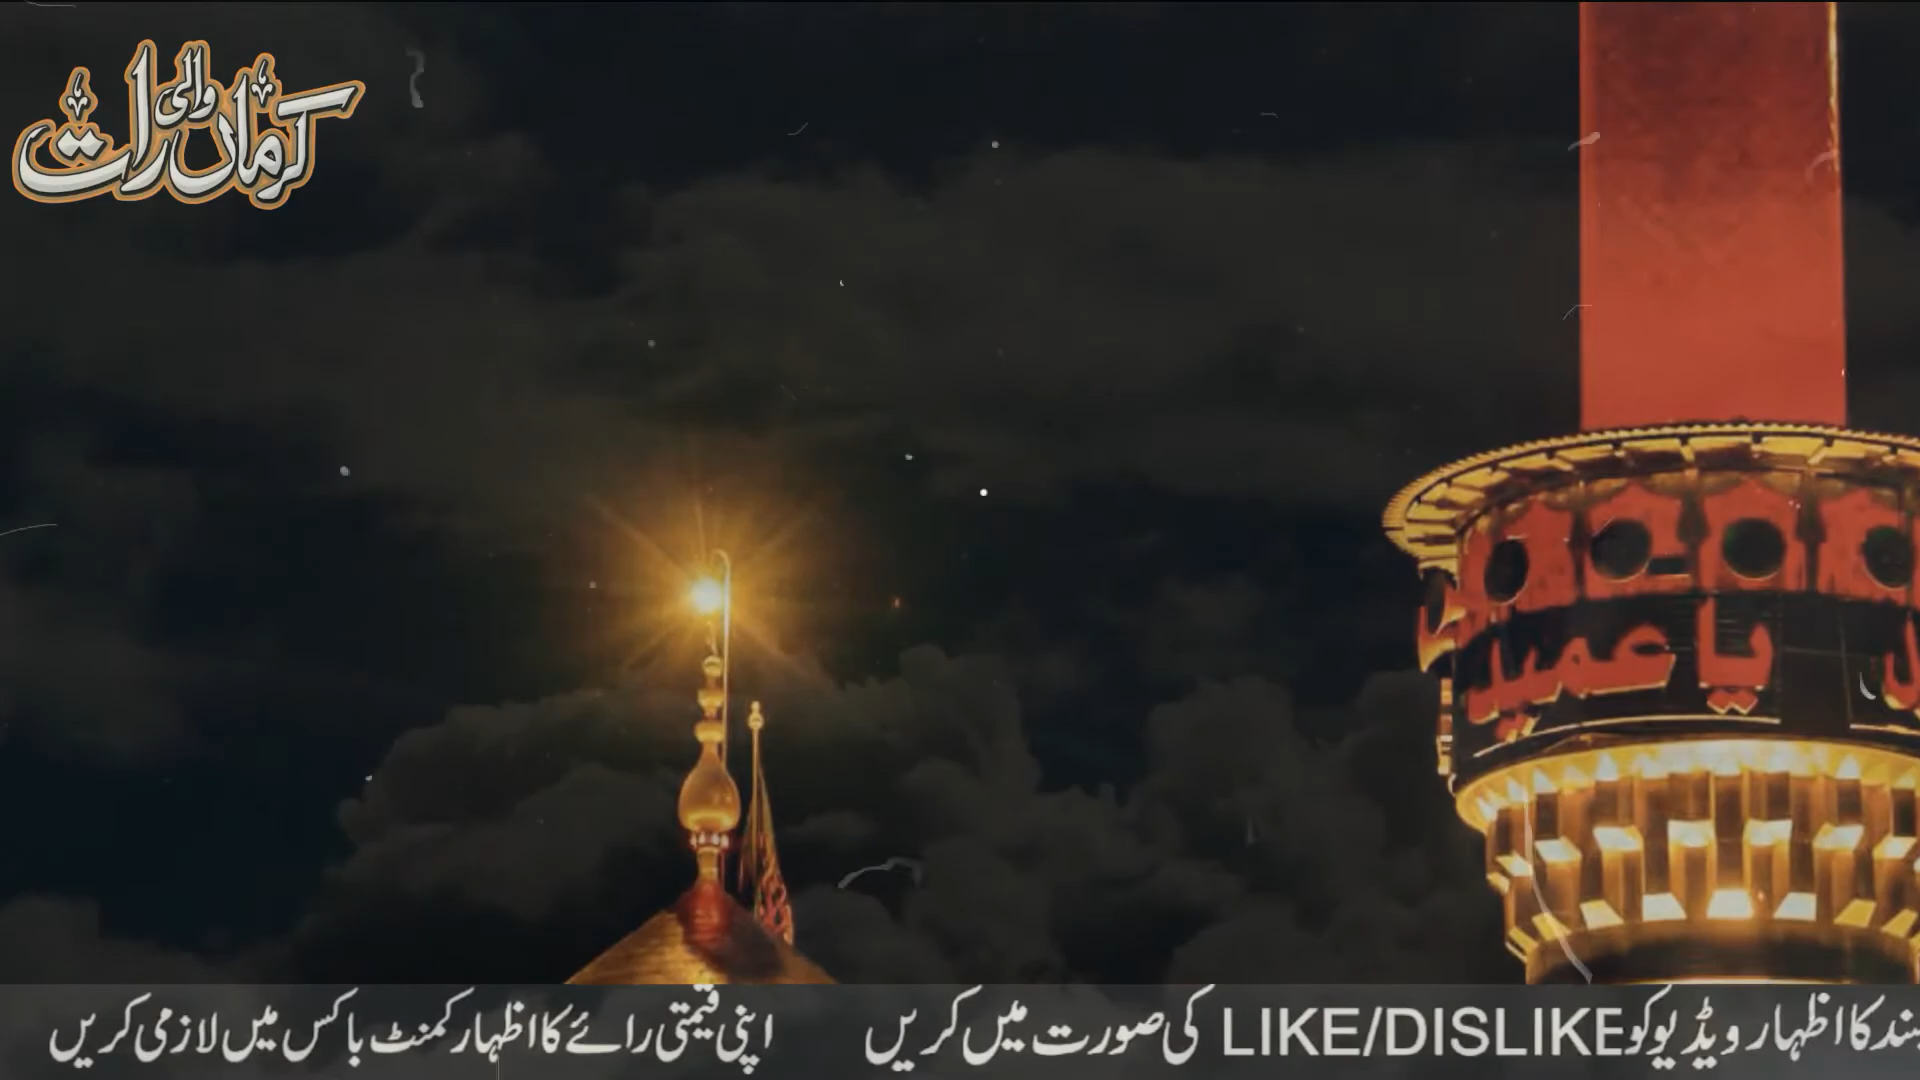 کرماں والی رات
یا عمید
کا اظہار ویڈیو کو LIKE/DISLIKE کی صورت میں کریں
اپنی قیمتی رائے کا اظہار کمنٹ باکس میں لازمی کریں